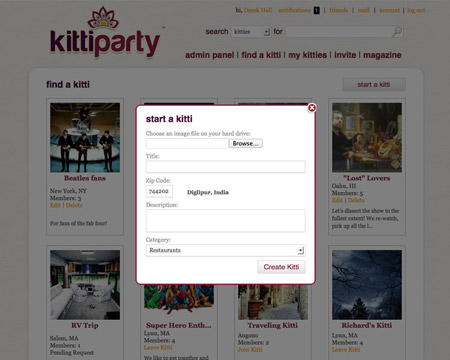 hi, Derek Hall notifications 1 | friends | mail | account | log out
kittiparty
search kitties for
admin panel | find a kitti | my kitties | invite | magazine
find a kitti
start a kitti
start a kitti
Choose an image file on your hard drive:
Browse...
Title:
Zip Code:
744202 Diglipur, India
Description:
Category:
Restaurants
Create Kitti
Beatles fans
New York, NY
Members: 3
Edit | Delete
For fans of the fab four!
"Lost" Lovers
Oahu, HI
Members: 5
Edit | Delete
Let's dissect the show to the
fullest extent! We re-watch,
pick up all the l...
RV Trip
Salem, MA
Members: 4
Pending Request
Super Hero Enth...
Lynn, MA
Members: 2
Leave Kitti
We like to get together and
Traveling Kitti
Angono
Members: 2
Join Kitti
Richard's Kitti
Lynn, MA
Members: 4
Leave Kitti